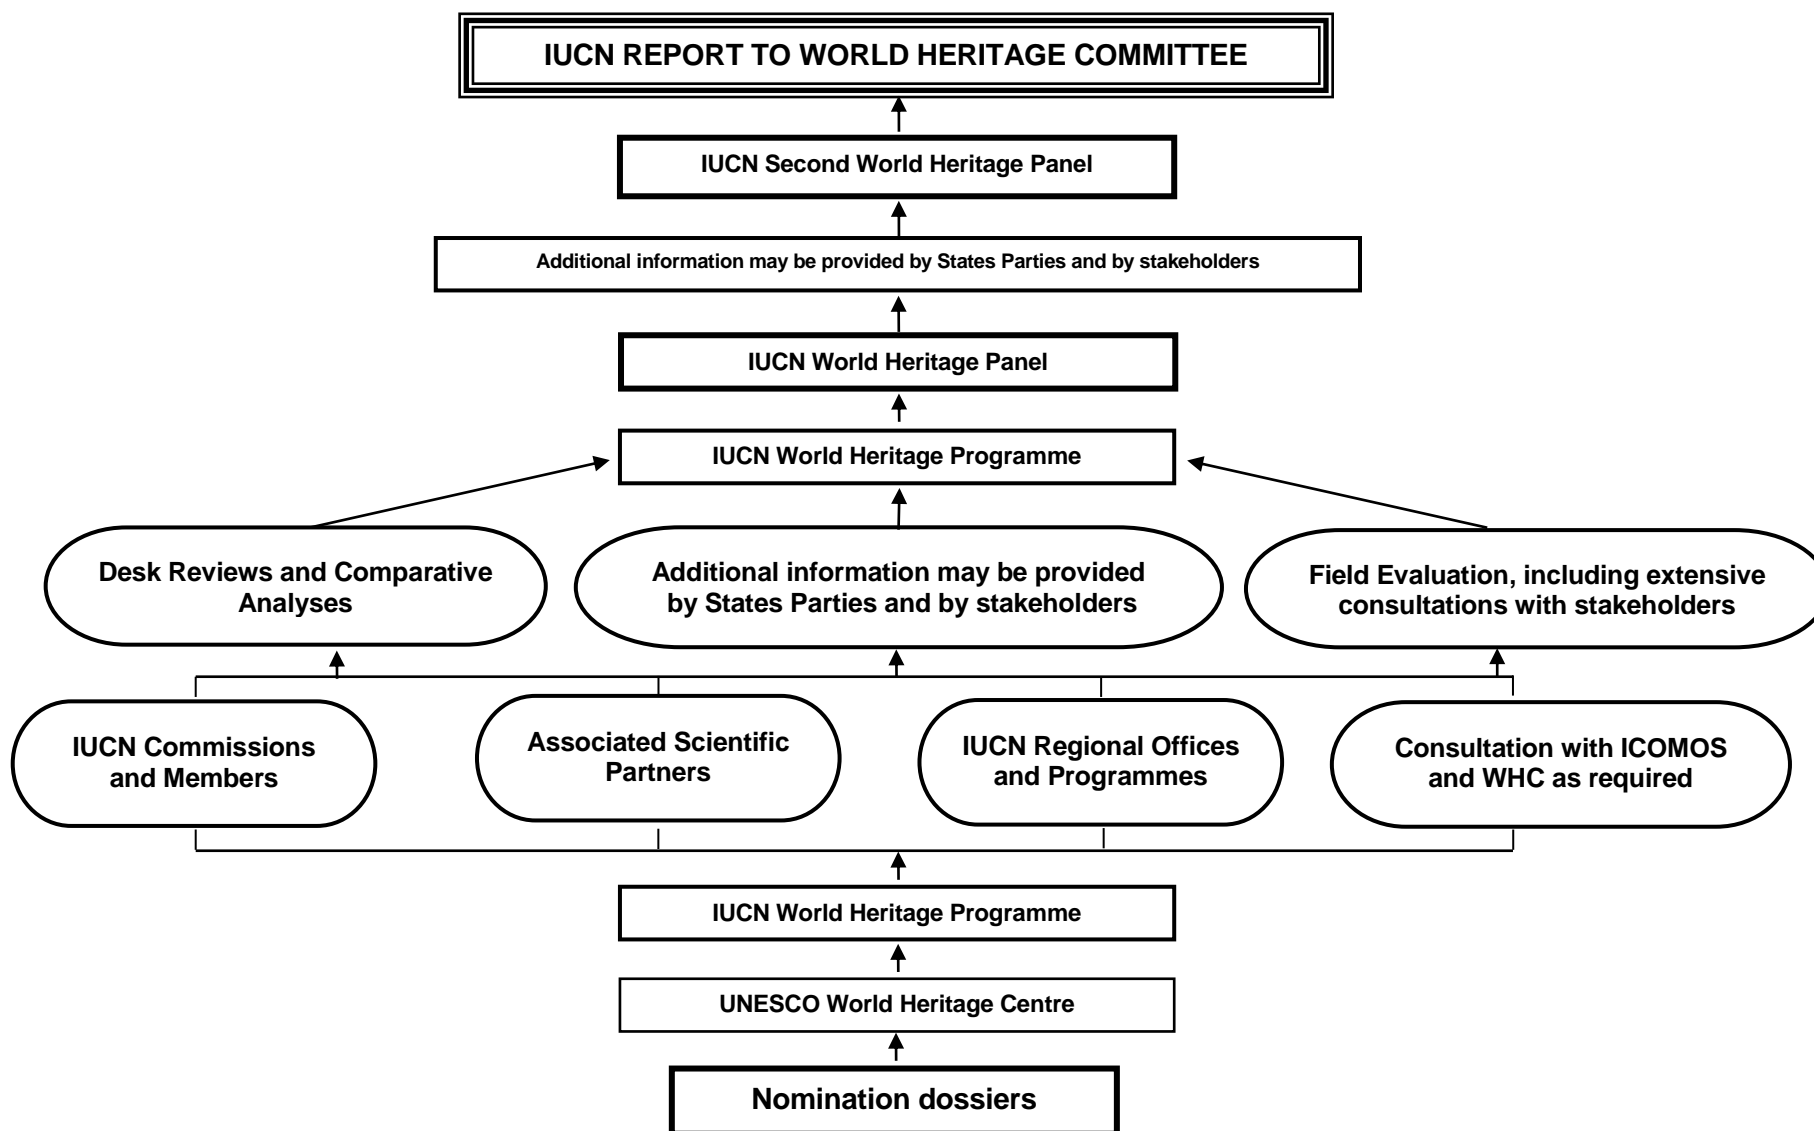 IUCN REPORT TO WORLD HERITAGE COMMITTEE
IUCN Second World Heritage Panel
Additional information may be provided by States Parties and by stakeholders
IUCN World Heritage Panel
IUCN World Heritage Programme
Desk Reviews and Comparative
Analyses
Additional information may be provided
by States Parties and by stakeholders
Field Evaluation, including extensive
consultations with stakeholders
IUCN Commissions
and Members
Associated Scientific
Partners
IUCN Regional Offices
and Programmes
Consultation with ICOMOS
and WHC as required
IUCN World Heritage Programme
UNESCO World Heritage Centre
Nomination dossiers